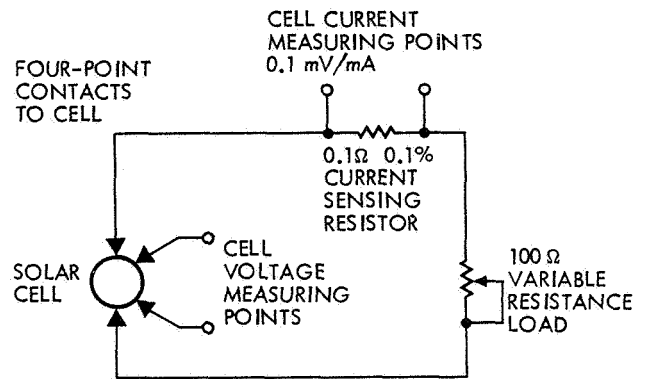 CELL CURRENT
MEASURING POINTS
0.1 mV/mA
FOUR-POINT
CONTACTS
TO CELL
0.1Ω 0.1%
CURRENT
SENSING
RESISTOR
CELL
VOLTAGE
MEASURING
POINTS
SOLAR
CELL
100 Ω
VARIABLE
RESISTANCE
LOAD